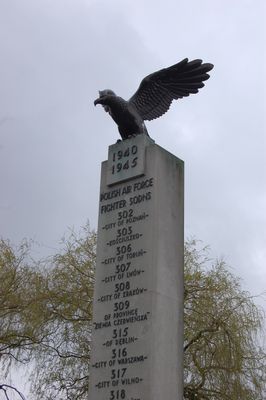 1940
1945
POLISH AIR FORCE
FIGHTER SQDNS
302
-CITY OF POZNAŃ-
303
-KOŚCIUSZKO-
306
-CITY OF TORUŃ-
307
-CITY OF LWÓW-
308
-CITY OF KRAKÓW-
309
OF PROVINCE
"ZIEMIA CZERWIEŃSKA"
315
-OF DĘBLIN-
316
-CITY OF WARSZAWA-
317
-CITY OF WILNO-
318